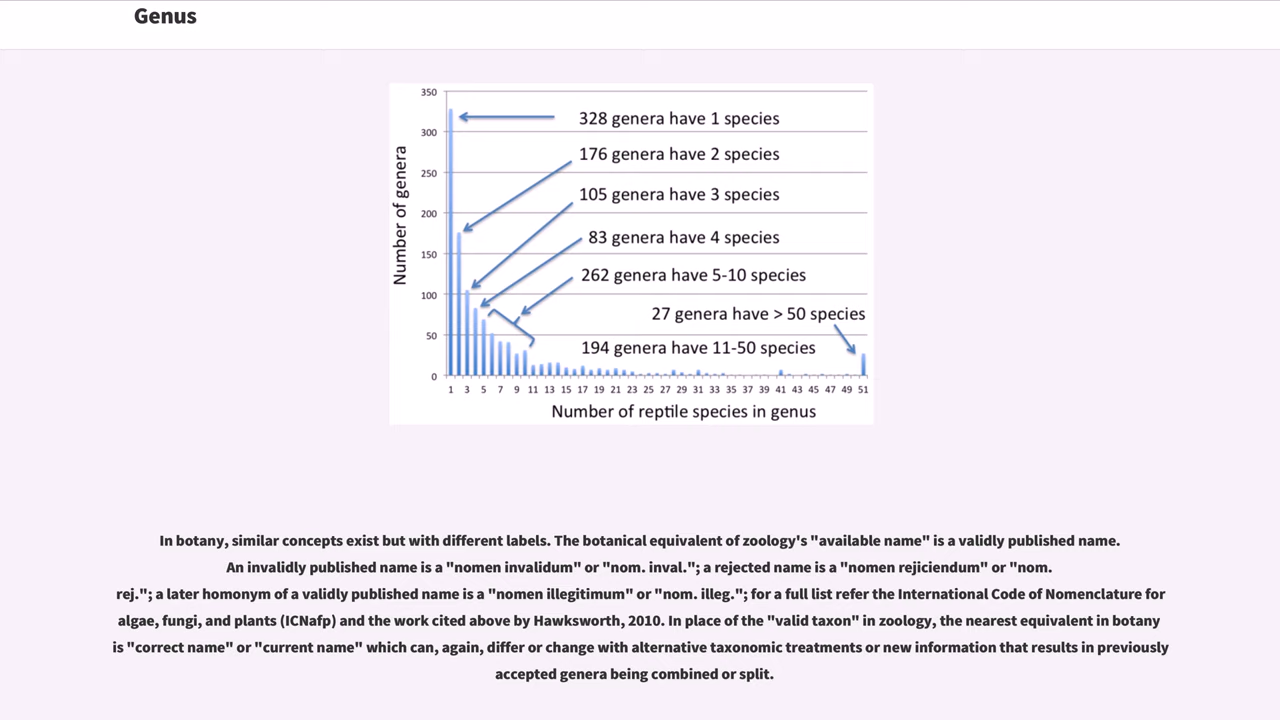 Genus
350
300
250
200
150
100
50
0
Number of genera
328 genera have 1 species
176 genera have 2 species
105 genera have 3 species
83 genera have 4 species
262 genera have 5-10 species
27 genera have > 50 species
194 genera have 11-50 species
1 3 5 7 9 11 13 15 17 19 21 23 25 27 29 31 33 35 37 39 41 43 45 47 49 51
Number of reptile species in genus
In botany, similar concepts exist but with different labels. The botanical equivalent of zoology's "available name" is a validly published name.
An invalidly published name is a "nomen invalidum" or "nom. inval."; a rejected name is a "nomen rejiciendum" or "nom.
rej."; a later homonym of a validly published name is a "nomen illegitimum" or "nom. illeg."; for a full list refer the International Code of Nomenclature for
algae, fungi, and plants (ICNafp) and the work cited above by Hawksworth, 2010. In place of the "valid taxon" in zoology, the nearest equivalent in botany
is "correct name" or "current name" which can, again, differ or change with alternative taxonomic treatments or new information that results in previously
accepted genera being combined or split.